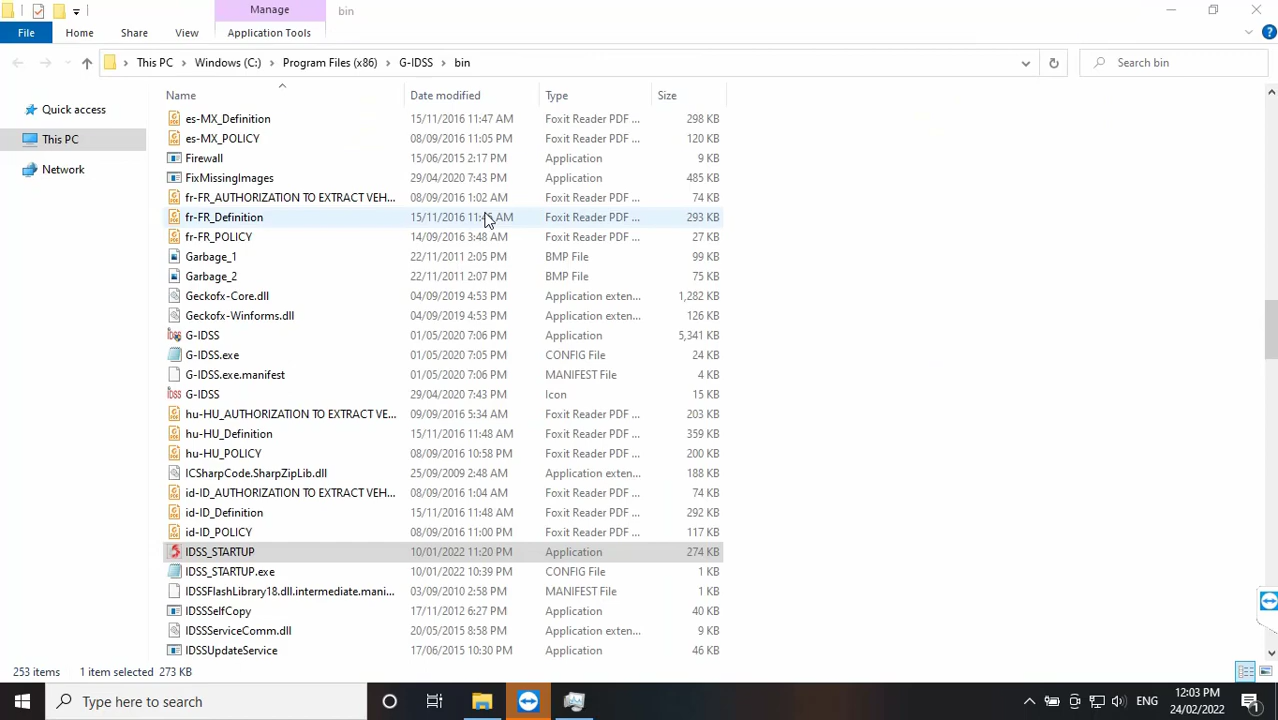 Manage
bin
File
Home
Share
View
Application Tools
This PC
Windows (C:)
Program Files (x86)
G-IDSS
bin
Search bin
Quick access
This PC
Network
Name
Date modified
Type
Size
es-MX_Definition 15/11/2016 11:47 AM Foxit Reader PDF ... 298 KB
es-MX_POLICY 08/09/2016 11:05 PM Foxit Reader PDF ... 120 KB
Firewall 15/06/2015 2:17 PM Application 9 KB
FixMissingImages 29/04/2020 7:43 PM Application 485 KB
fr-FR_AUTHORIZATION TO EXTRACT VEH... 08/09/2016 1:02 AM Foxit Reader PDF ... 74 KB
fr-FR_Definition 15/11/2016 AM Foxit Reader PDF ... 293 KB
fr-FR_POLICY 14/09/2016 3:48 AM Foxit Reader PDF ... 27 KB
Garbage_1 22/11/2011 2:05 PM BMP File 99 KB
Garbage_2 22/11/2011 2:07 PM BMP File 75 KB
Geckofx-Core.dll 04/09/2019 4:53 PM Application exten... 1,282 KB
Geckofx-Winforms.dll 04/09/2019 4:53 PM Application exten... 126 KB
G-IDSS 01/05/2020 7:06 PM Application 5,341 KB
G-IDSS.exe 01/05/2020 7:05 PM CONFIG File 24 KB
G-IDSS.exe.manifest 01/05/2020 7:06 PM MANIFEST File 4 KB
G-IDSS 29/04/2020 7:43 PM Icon 15 KB
hu-HU_AUTHORIZATION TO EXTRACT VE... 09/09/2016 5:34 AM Foxit Reader PDF ... 203 KB
hu-HU_Definition 15/11/2016 11:48 AM Foxit Reader PDF ... 359 KB
hu-HU_POLICY 08/09/2016 10:58 PM Foxit Reader PDF ... 200 KB
ICSharpCode.SharpZipLib.dll 25/09/2009 2:48 AM Application exten... 188 KB
id-ID_AUTHORIZATION TO EXTRACT VEH... 08/09/2016 1:04 AM Foxit Reader PDF ... 74 KB
id-ID_Definition 15/11/2016 11:48 AM Foxit Reader PDF ... 292 KB
id-ID_POLICY 08/09/2016 11:00 PM Foxit Reader PDF ... 117 KB
IDSS_STARTUP 10/01/2022 11:20 PM Application 274 KB
IDSS_STARTUP.exe 10/01/2022 10:39 PM CONFIG File 1 KB
IDSSFlashLibrary18.dll.intermediate.mani... 03/09/2010 2:58 PM MANIFEST File 1 KB
IDSSSelfCopy 17/11/2012 6:27 PM Application 40 KB
IDSSServiceComm.dll 20/05/2015 8:58 PM Application exten... 9 KB
IDSSUpdateService 17/06/2015 10:30 PM Application 46 KB
253 items
1 item selected 273 KB
Type here to search
ENG
12:03 PM
24/02/2022
1